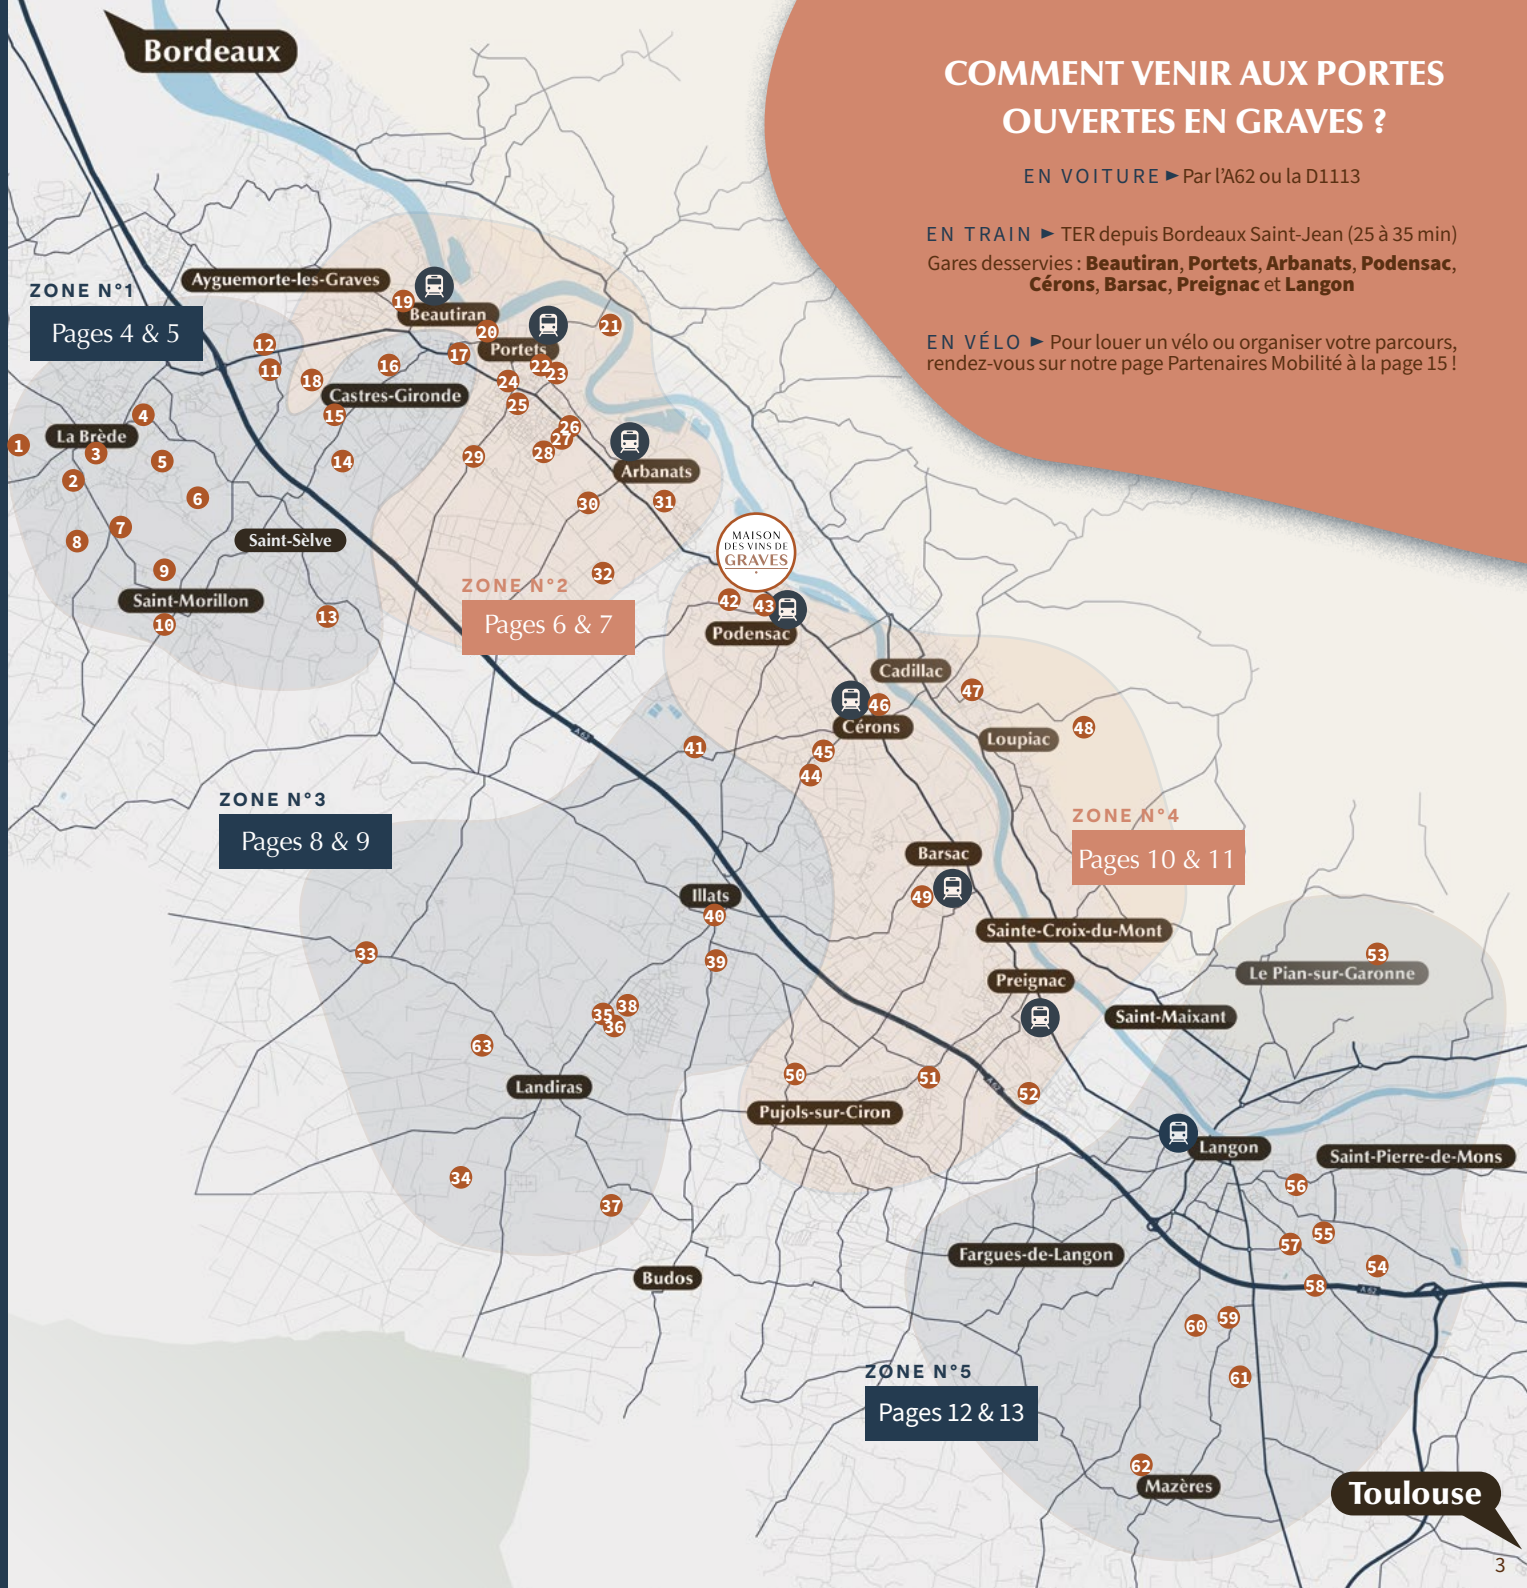 Bordeaux
COMMENT VENIR AUX PORTES
OUVERTES EN GRAVES ?
EN VOITURE ► Par l'A62 ou la D1113
EN TRAIN ► TER depuis Bordeaux Saint-Jean (25 à 35 min)
Gares desservies : Beautiran, Portets, Arbanats, Podensac,
Cérons, Barsac, Preignac et Langon
EN VÉLO ► Pour louer un vélo ou organiser votre parcours,
rendez-vous sur notre page Partenaires Mobilité à la page 15 !
ZONE N°1
Pages 4 & 5
Ayguemorte-les-Graves
19
Beautiran
20
21
12
11
18
16
17
Portets
22
23
24
25
Castres-Gironde
15
4
La Brède
1
3
2
5
6
14
26
27
28
29
Arbanats
30
31
7
8
Saint-Sèlve
9
Saint-Morillon
10
13
32
ZONE N°2
Pages 6 & 7
MAISON
DES VINS DE
GRAVES
42
43
Podensac
Cadillac
47
46
Cérons
48
Loupiac
A 62
41
45
44
ZONE N°3
Pages 8 & 9
ZONE N°4
Pages 10 & 11
Barsac
49
Illats
40
39
Sainte-Croix-du-Mont
33
53
Le Pian-sur-Garonne
Preignac
Saint-Maixant
38
35
36
63
Landiras
50
51
A 62
52
Pujols-sur-Ciron
34
37
Langon
Saint-Pierre-de-Mons
56
55
57
54
58
A 62
Fargues-de-Langon
Budos
60
59
61
ZONE N°5
Pages 12 & 13
62
Mazères
Toulouse
3